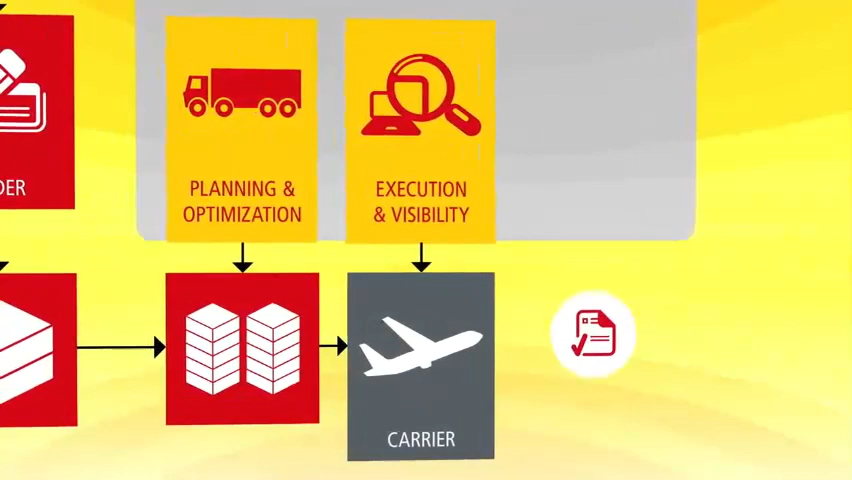 DER
PLANNING &
OPTIMIZATION
EXECUTION
& VISIBILITY
CARRIER